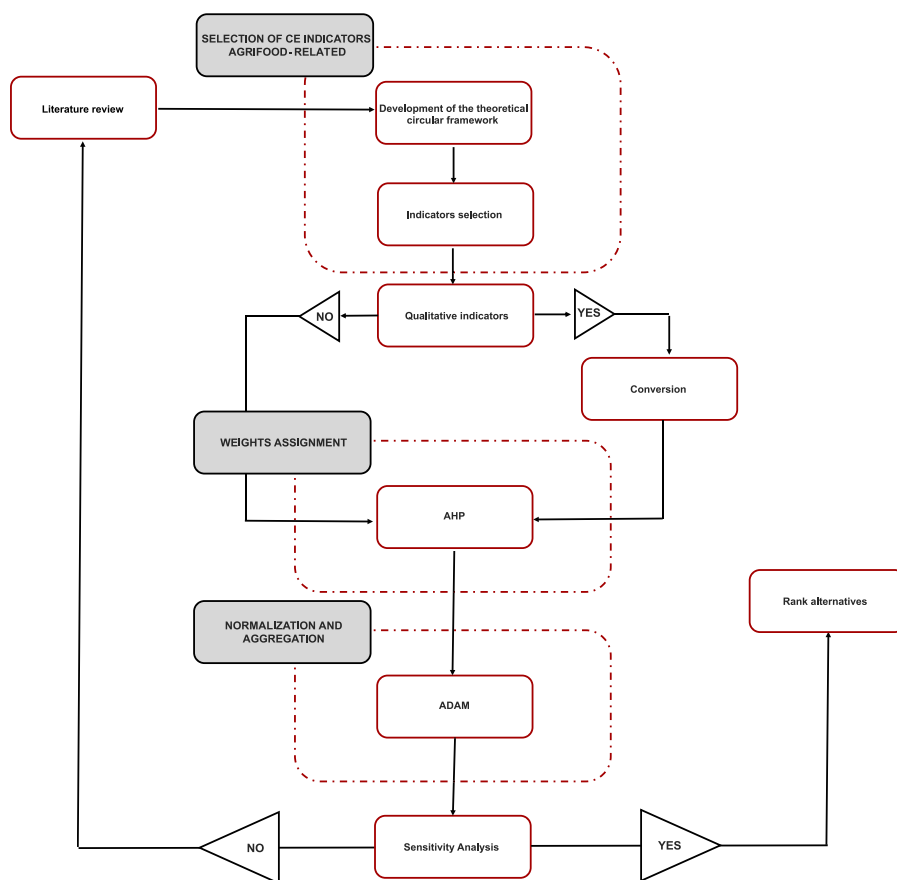 SELECTION OF CE INDICATORS
AGRIFOOD- RELATED
Literature review
Development of the theoretical
circular framework
Indicators selection
NO
Qualitative indicators
YES
Conversion
WEIGHTS ASSIGNMENT
AHP
Rank alternatives
NORMALIZATION AND
AGGREGATION
ADAM
NO
Sensitivity Analysis
YES